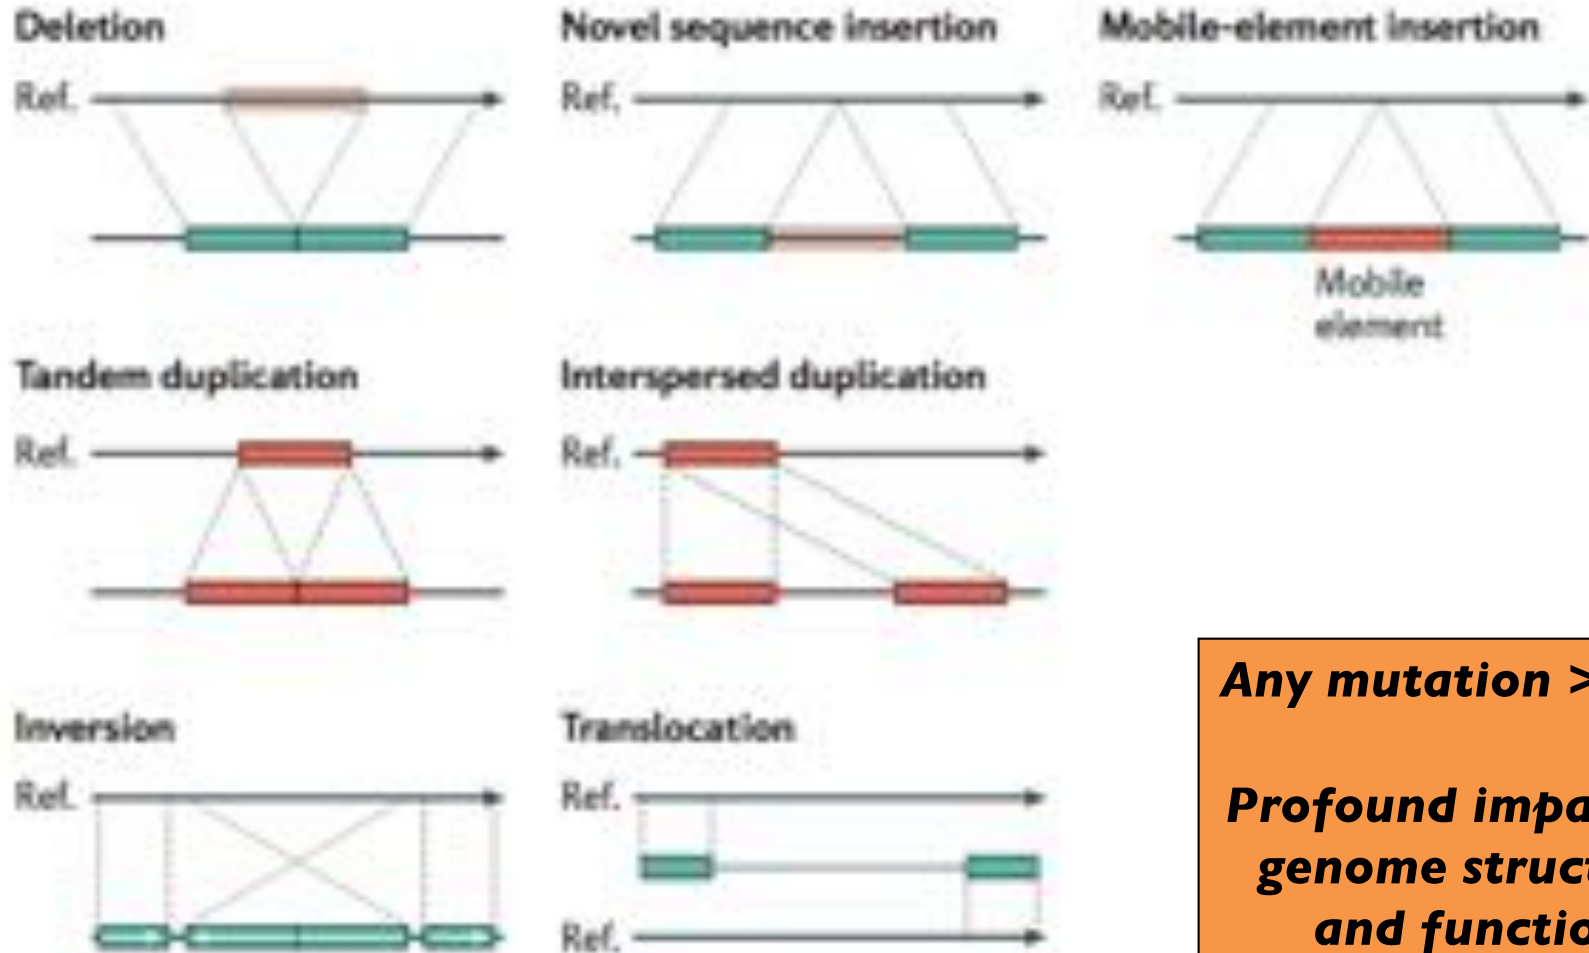 Deletion
Ref.
Novel sequence insertion
Ref.
Mobile-element insertion
Ref.
Mobile
element
Tandem duplication
Ref.
Interspersed duplication
Ref.
Inversion
Ref.
Translocation
Ref.
Ref.
Any mutation >
Profound impa
genome struct
and functio